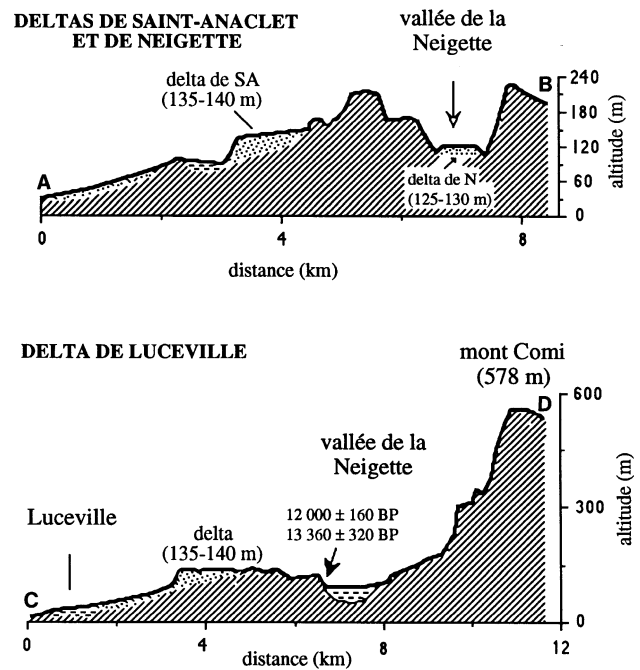 DELTAS DE SAINT-ANACLET
ET DE NEIGETTE
vallée de la
Neigette
delta de SA
(135-140 m)
A
B
240
180
120
60
0
altitude (m)
delta de N
(125-130 m)
0
4
8
distance (km)
DELTA DE LUCEVILLE
mont Comi
(578 m)
D
600
300
0
altitude (m)
vallée de la
Neigette
12 000 ± 160 BP
13 360 ± 320 BP
Luceville
delta
(135-140 m)
C
0
4
8
12
distance (km)